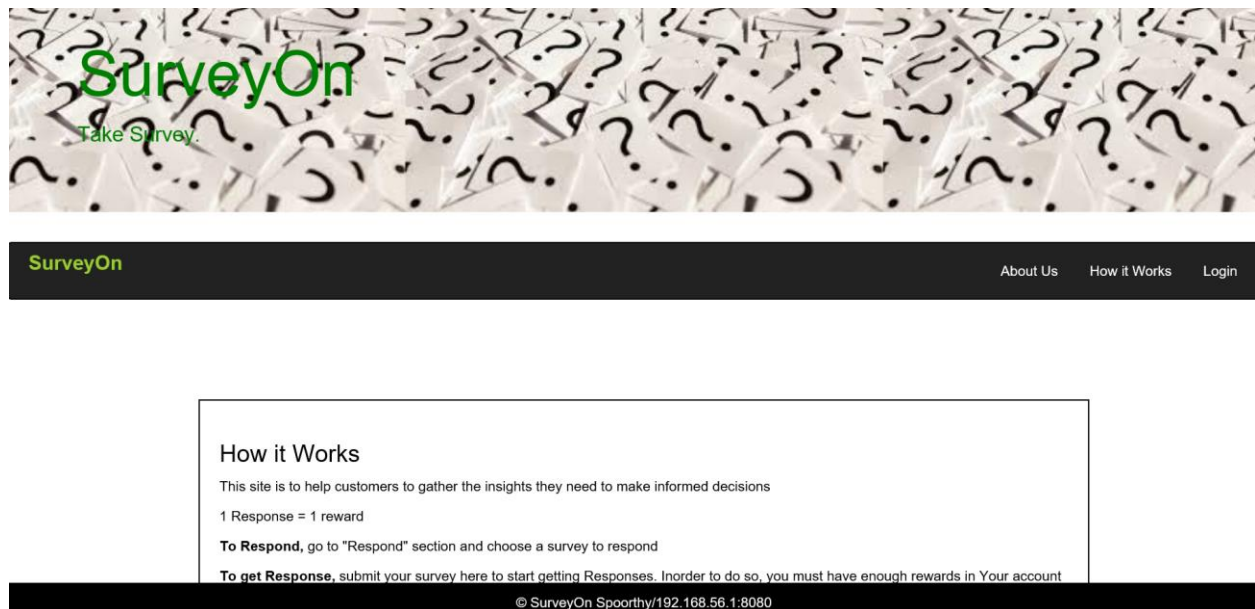 SurveyOn
Take Survey.
SurveyOn
About Us How it Works Login
How it Works
This site is to help customers to gather the insights they need to make informed decisions
1 Response = 1 reward
To Respond, go to "Respond" section and choose a survey to respond
To get Response, submit your survey here to start getting Responses. Inorder to do so, you must have enough rewards in Your account
© SurveyOn Spoorthy/192.168.56.1:8080